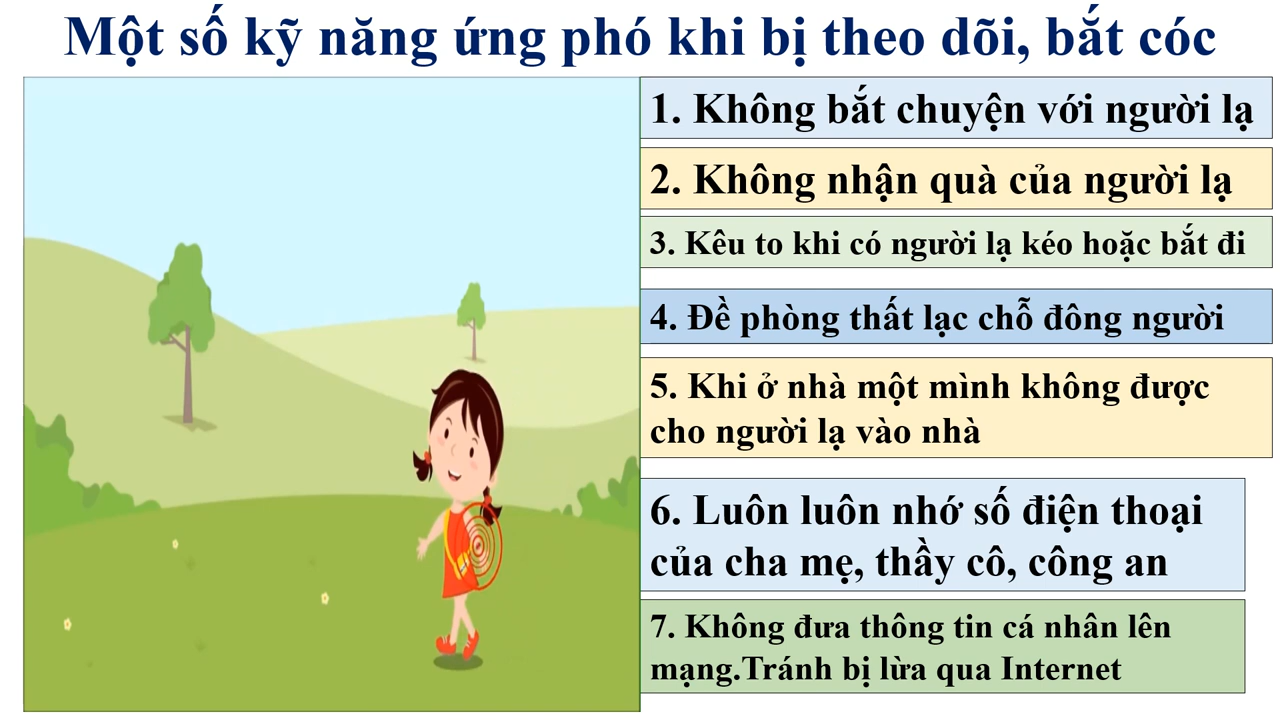 Một số kỹ năng ứng phó khi bị theo dõi, bắt cóc
1. Không bắt chuyện với người lạ
2. Không nhận quà của người lạ
3. Kêu to khi có người lạ kéo hoặc bắt đi
4. Đề phòng thất lạc chỗ đông người
5. Khi ở nhà một mình không được
cho người lạ vào nhà
6. Luôn luôn nhớ số điện thoại
của cha mẹ, thầy cô, công an
7. Không đưa thông tin cá nhân lên
mạng.Tránh bị lừa qua Internet